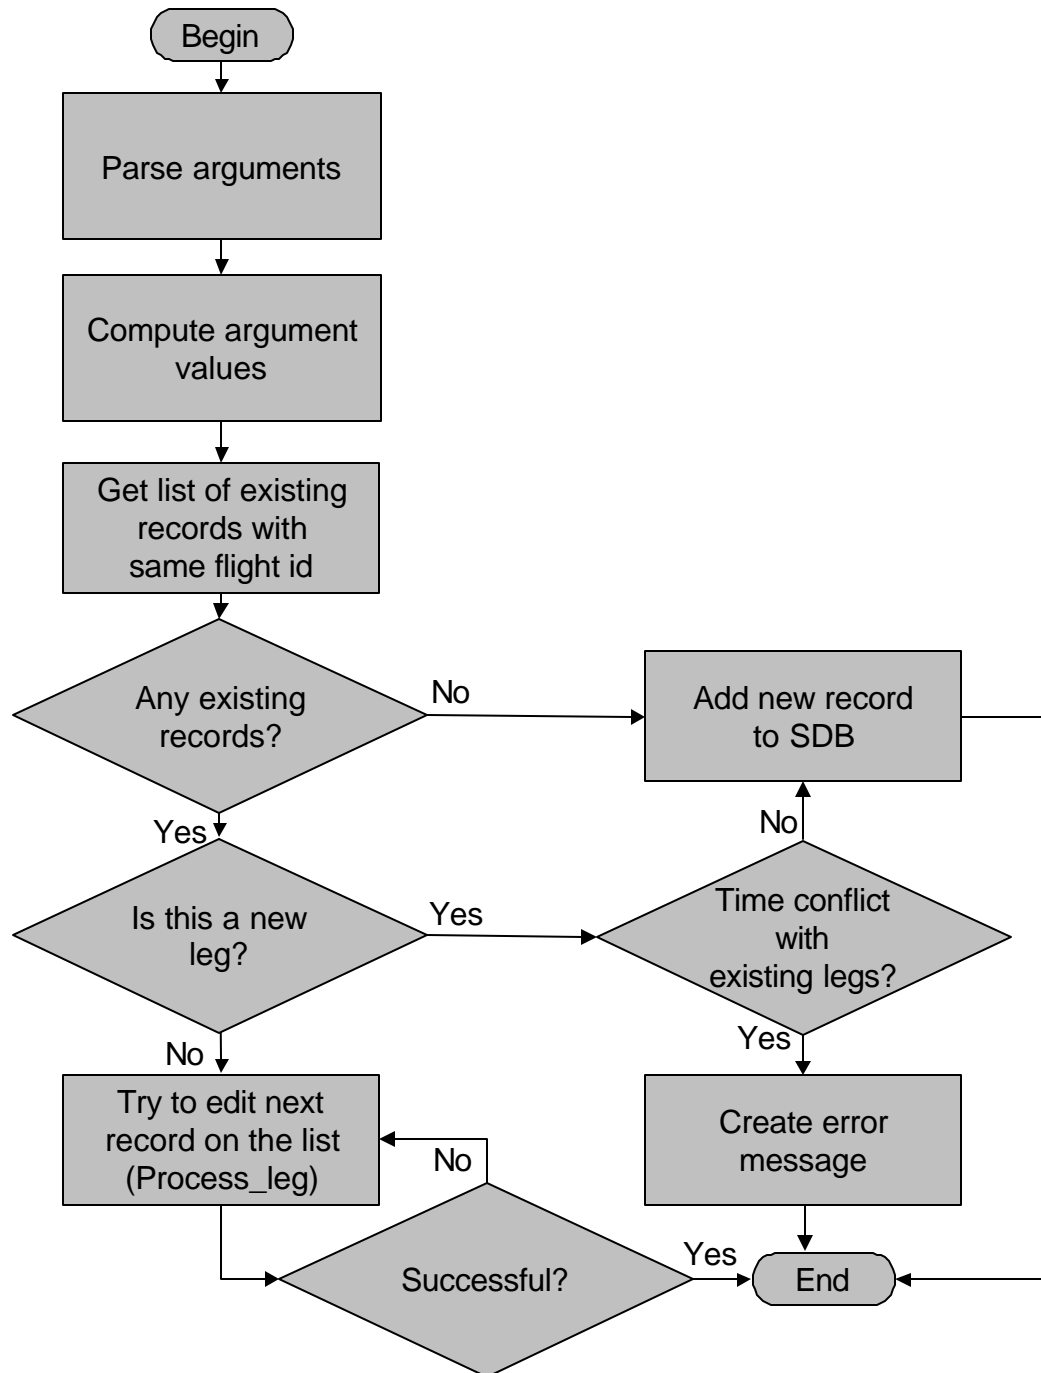 Begin
Parse arguments
Compute argument
values
Get list of existing
records with
same flight id
Any existing
records?
No
Add new record
to SDB
Yes
No
Is this a new
leg?
Yes
Time conflict
with
existing legs?
No
Yes
Try to edit next
record on the list
(Process_leg)
No
Create error
message
Successful?
Yes
End